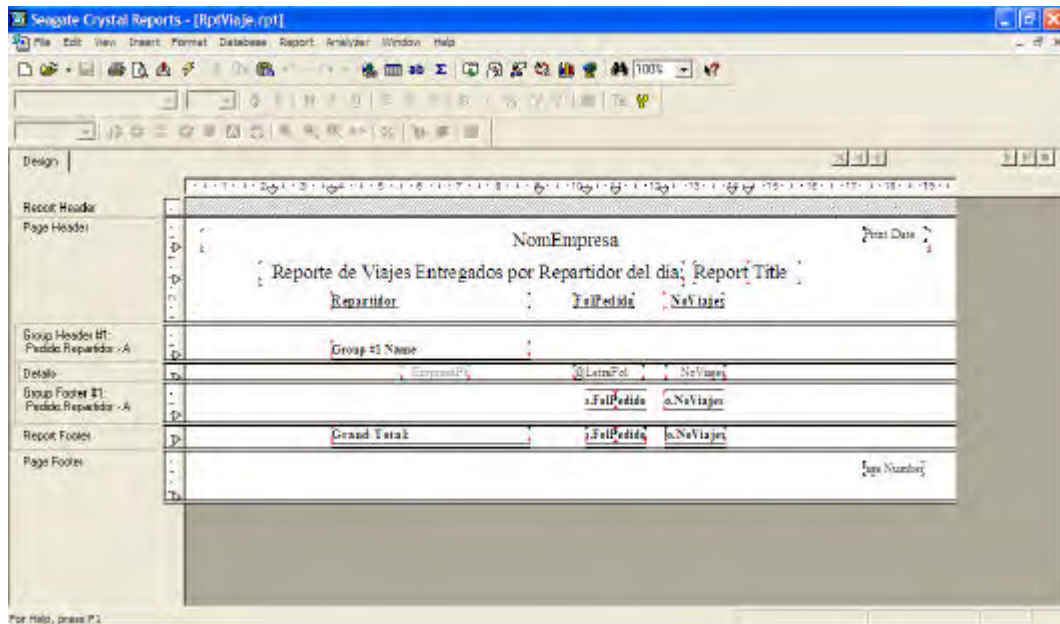 Seagate Crystal Reports - [RptViaje.rpt]
File Edit View Insert Format Database Report Analyzer Window Help
100%
Design
Report Header
Page Header
NomEmpresa
Print Date
Reporte de Viajes Entregados por Repartidor del dia: Report Title
Repartidor FolPedido NoViajes
Group Header #1:
Pedido.Repartidor - A
Group #1 Name
Details
@LetraFol NoViajes
Group Footer #1:
Pedido.Repartidor - A
o.FolPedido o.NoViajes
Report Footer
Grand Total: o.FolPedido o.NoViajes
Page Footer
Page Number
For Help, press F1